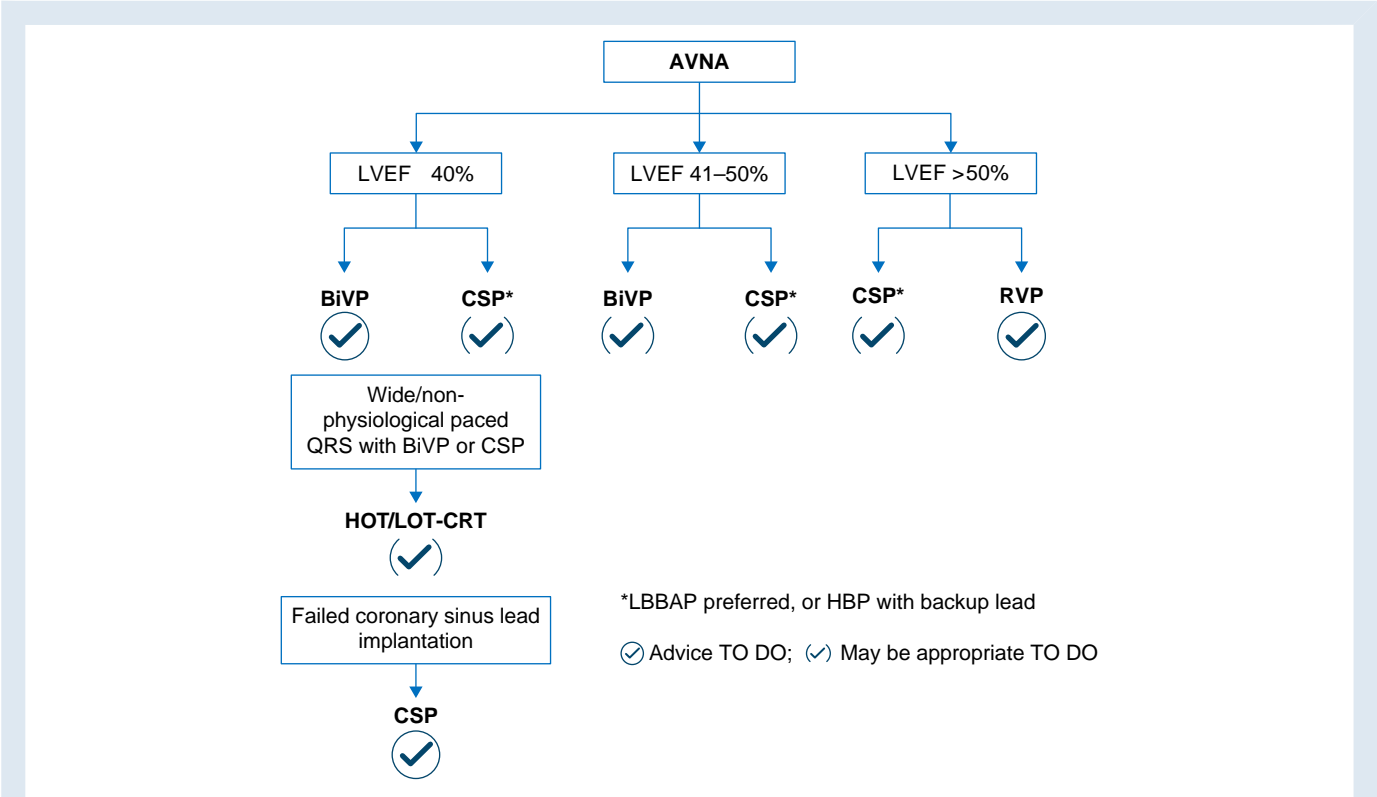 AVNA
LVEF 40%
LVEF 41–50%
LVEF >50%
BiVP
CSP*
BiVP
CSP*
CSP*
RVP
Wide/non-
physiological paced
QRS with BiVP or CSP
HOT/LOT-CRT
Failed coronary sinus lead
implantation
CSP
*LBBAP preferred, or HBP with backup lead
Advice TO DO; May be appropriate TO DO